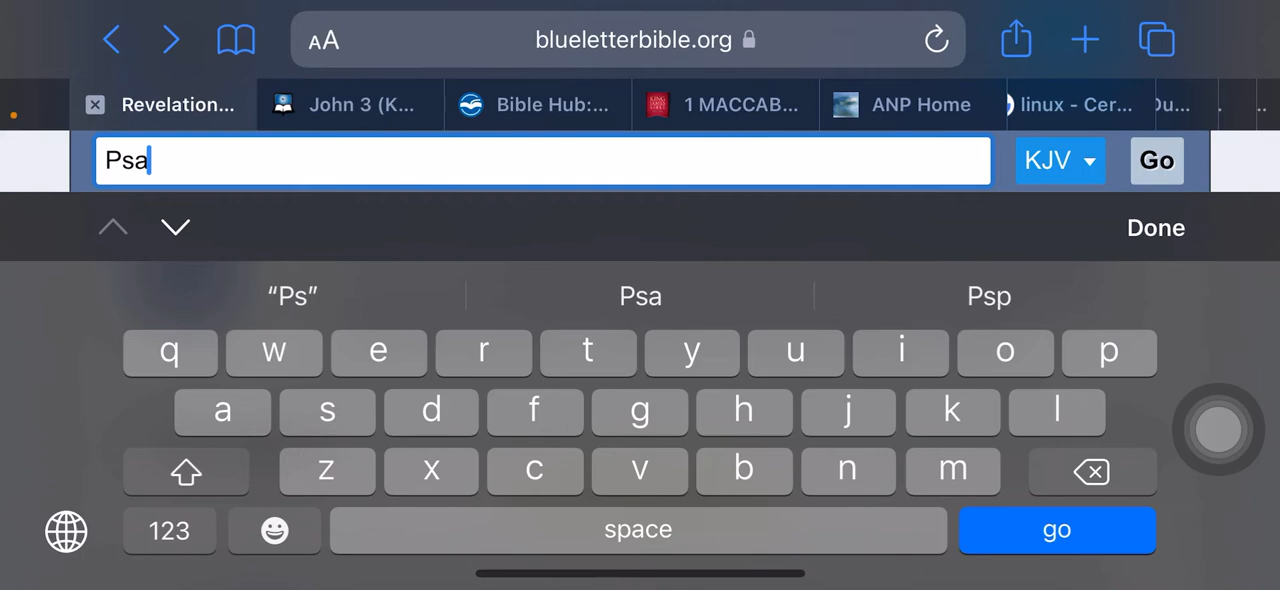 AA blueletterbible.org
Revelation... John 3 (K... Bible Hub:... 1 MACCAB... ANP Home linux - Cer... Du... . ..
Psa KJV Go
Done
“Ps” Psa Psp
q w e r t y u i o p
a s d f g h j k l
z x c v b n m
123 space go